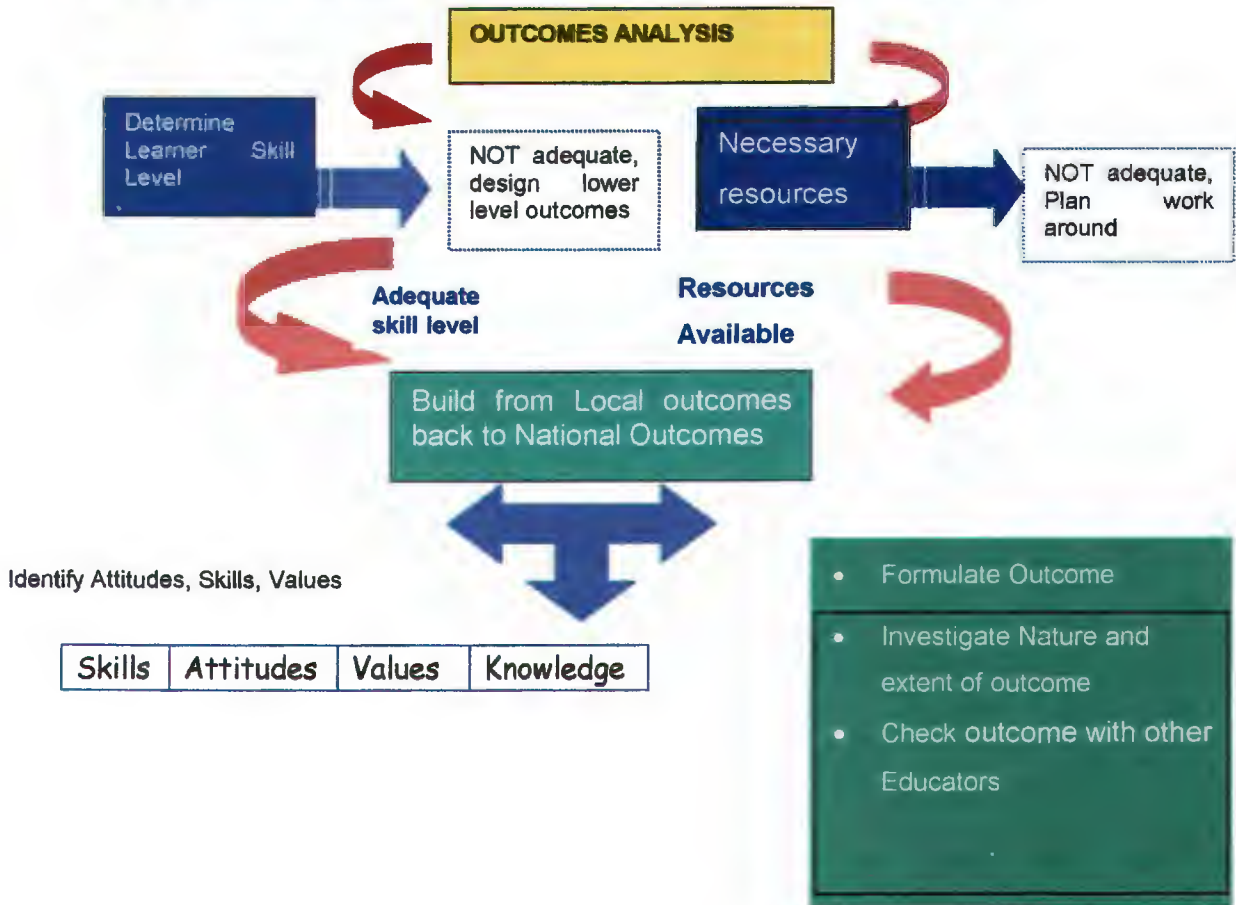 OUTCOMES ANALYSIS
Determine
Learner Skill
Level
NOT adequate,
design lower
level outcomes
Necessary
resources
NOT adequate,
Plan work
around
Adequate
skill level
Resources
Available
Build from Local outcomes
back to National Outcomes
Identify Attitudes, Skills, Values
Skills Attitudes Values Knowledge
• Formulate Outcome
• Investigate Nature and
extent of outcome
• Check outcome with other
Educators